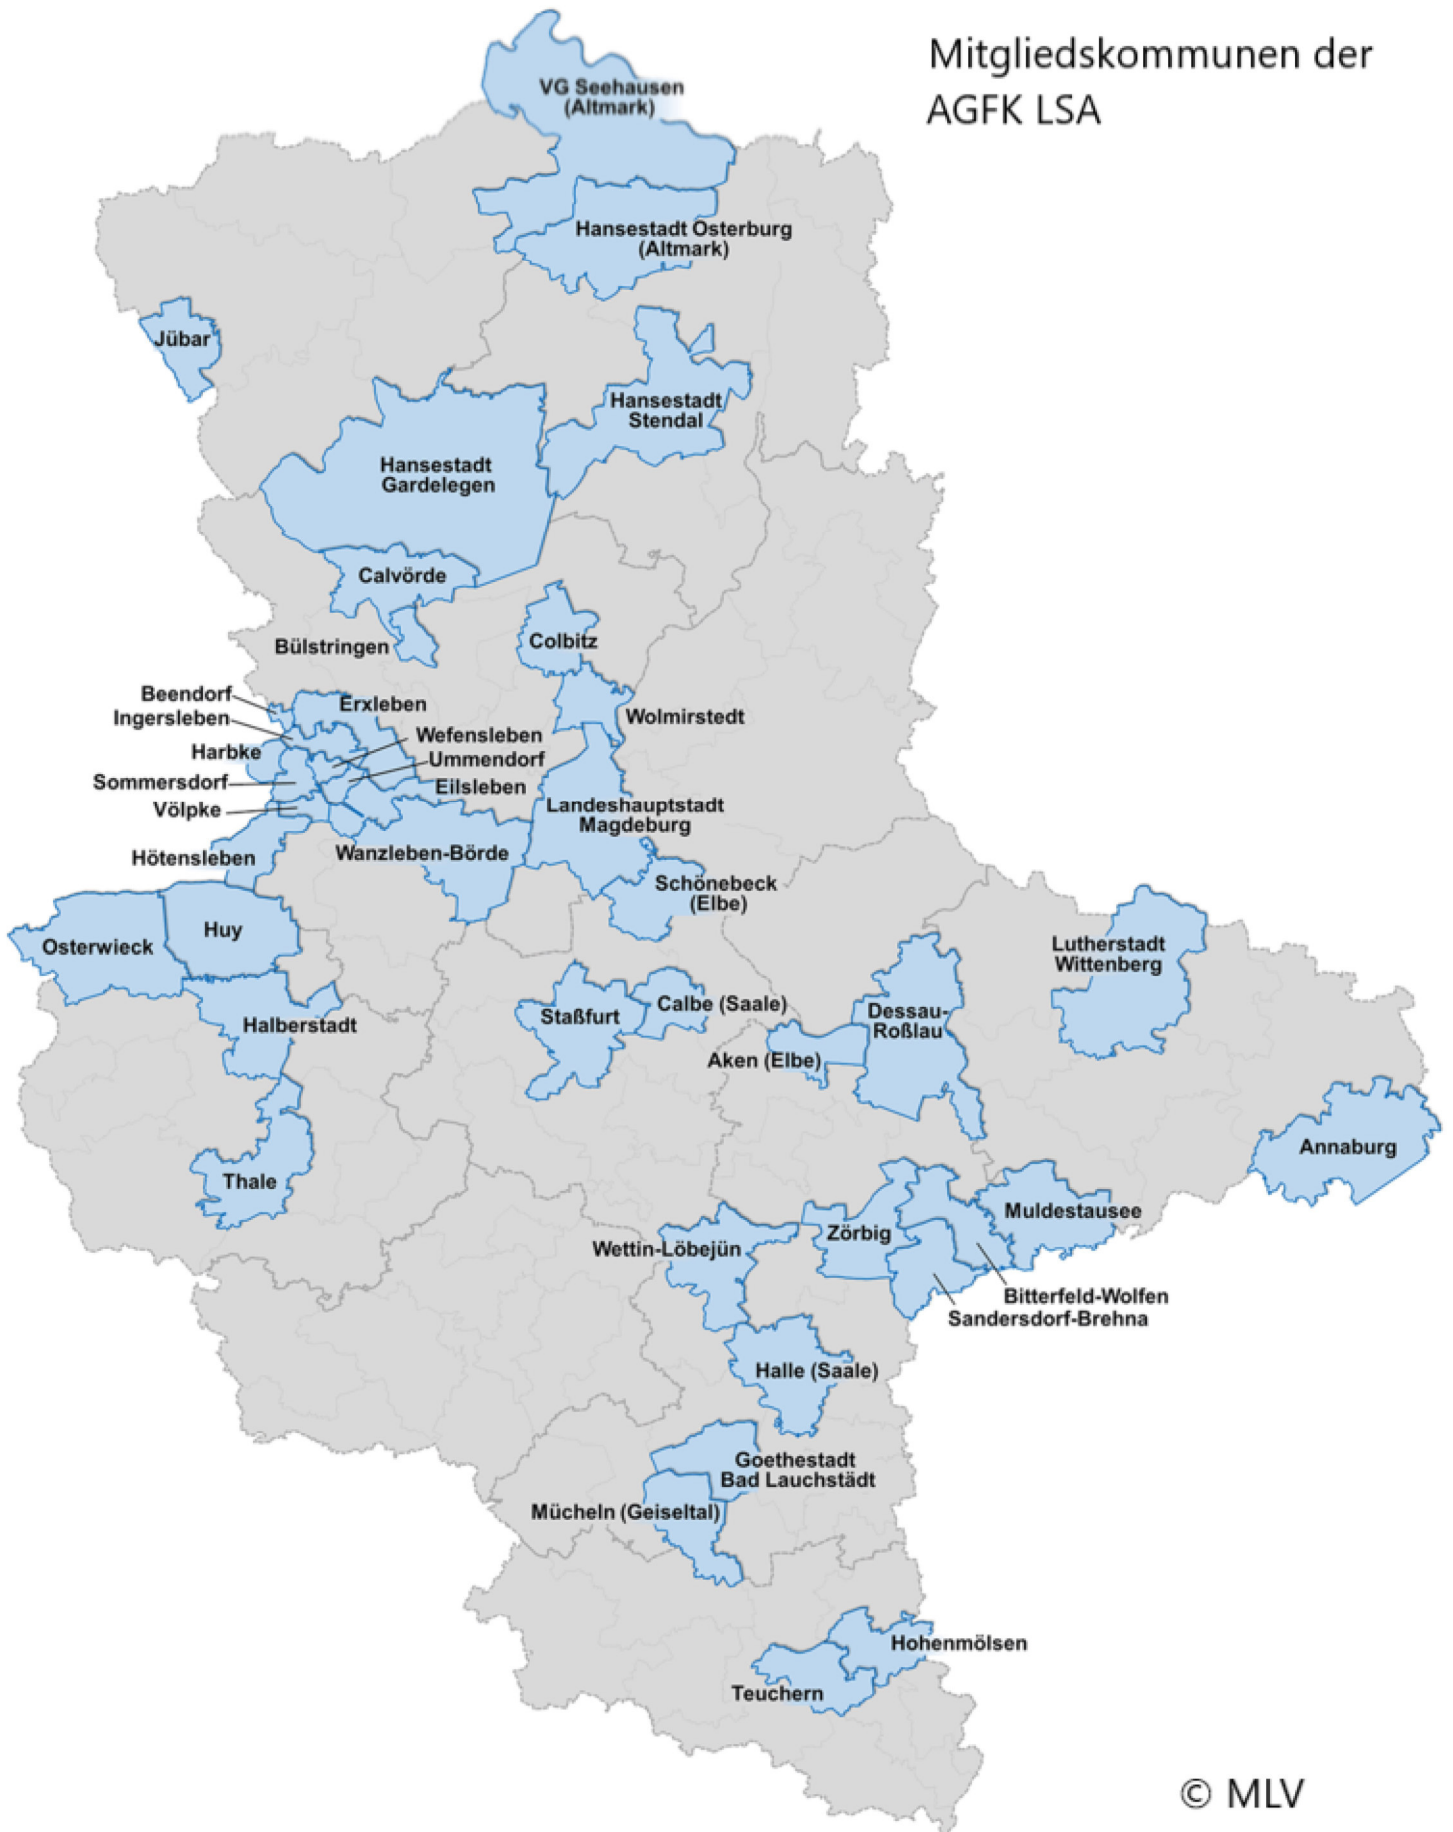 Mitgliedskommunen der
AGFK LSA
VG Seehausen
(Altmark)
Hansestadt Osterburg
(Altmark)
Jübar
Hansestadt
Stendal
Hansestadt
Gardelegen
Calvörde
Bülstringen
Colbitz
Beendorf
Erxleben
Ingersleben
Wolmirstedt
Wefensleben
Harbke
Ummendorf
Sommersdorf
Eilsleben
Völpke
Landeshauptstadt
Magdeburg
Hötensleben
Wanzleben-Börde
Schönebeck
(Elbe)
Osterwieck
Huy
Lutherstadt
Wittenberg
Halberstadt
Staßfurt
Calbe (Saale)
Dessau-
Roßlau
Aken (Elbe)
Annaburg
Thale
Wettin-Löbejün
Zörbig
Muldestausee
Bitterfeld-Wolfen
Sandersdorf-Brehna
Halle (Saale)
Goethestadt
Bad Lauchstädt
Mücheln (Geiseltal)
Hohenmölsen
Teuchern
© MLV